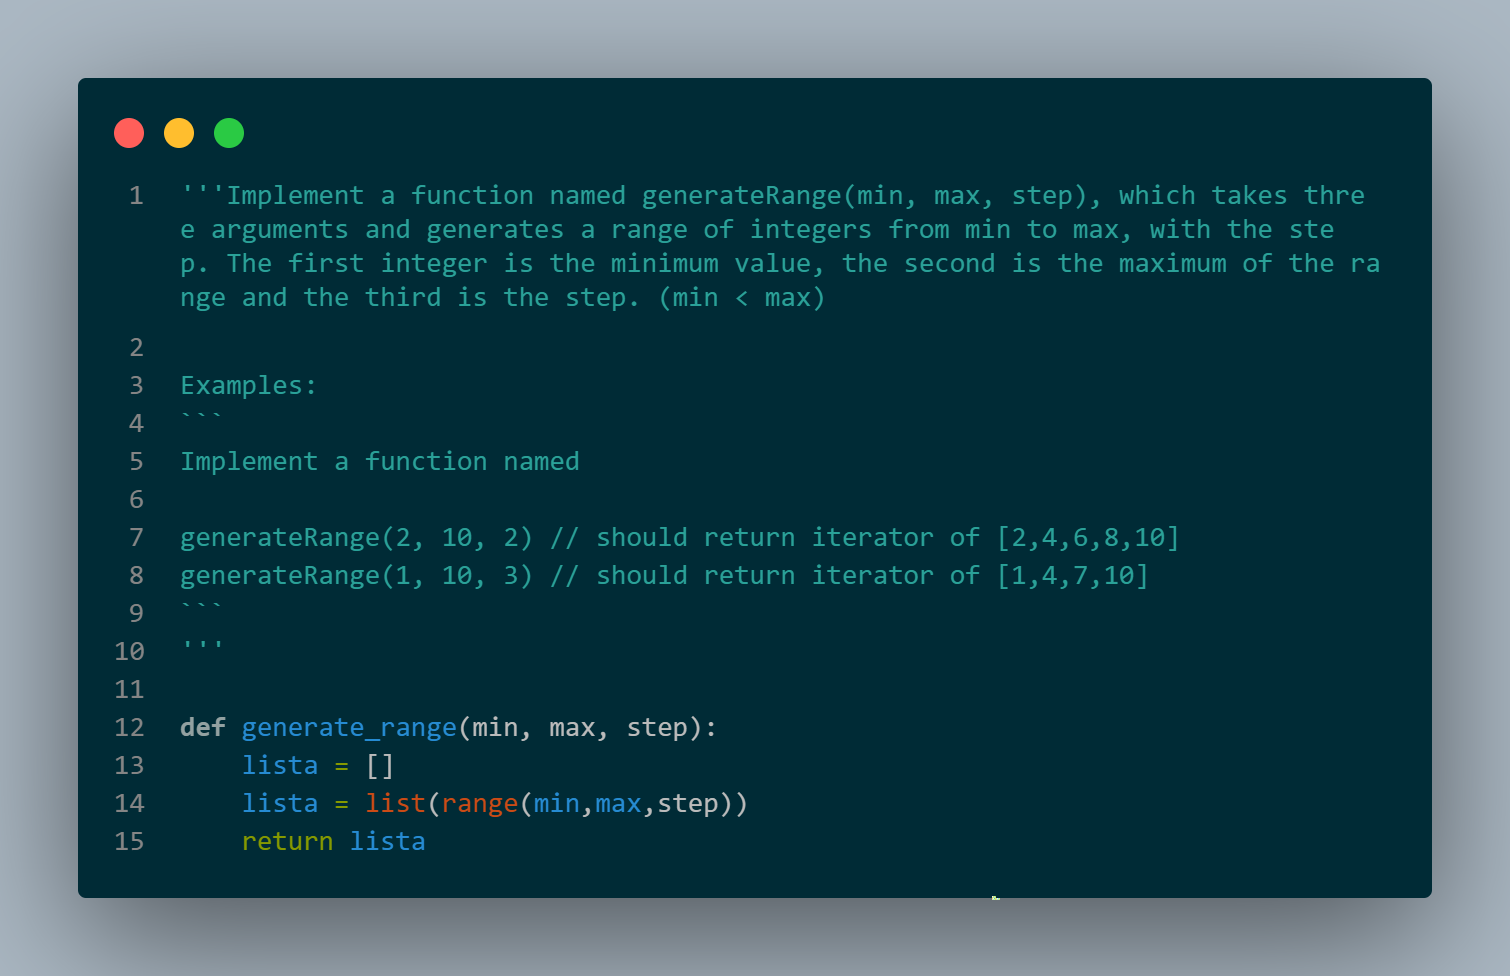 1 '''Implement a function named generateRange(min, max, step), which takes thre
e arguments and generates a range of integers from min to max, with the ste
p. The first integer is the minimum value, the second is the maximum of the ra
nge and the third is the step. (min < max)
2
3 Examples:
4 ```
5 Implement a function named
6
7 generateRange(2, 10, 2) // should return iterator of [2,4,6,8,10]
8 generateRange(1, 10, 3) // should return iterator of [1,4,7,10]
9 ```
10 '''
11
12 def generate_range(min, max, step):
13     lista = []
14     lista = list(range(min,max,step))
15     return lista